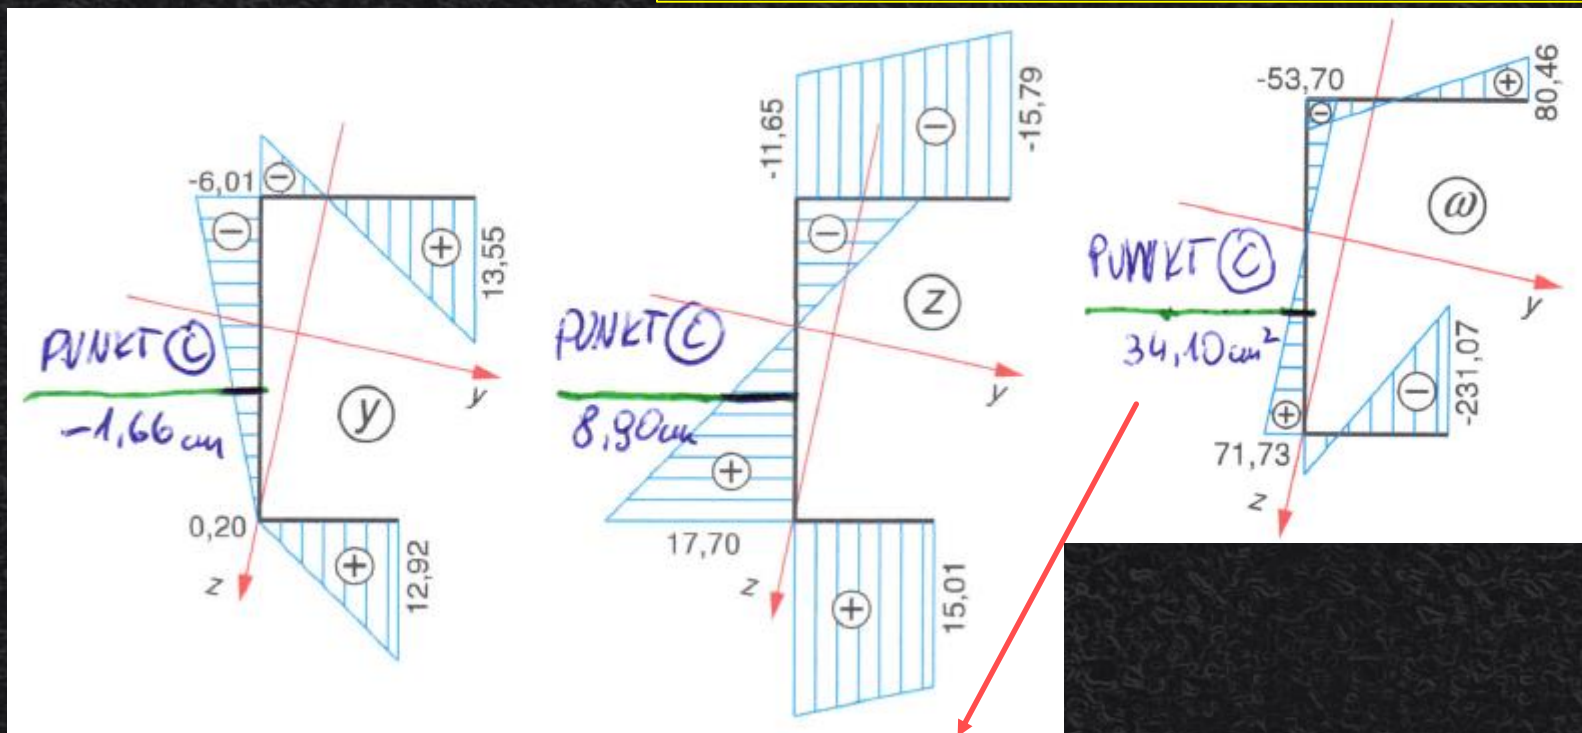 -6,01
13,55
PUNKT C
-1,66 cm
y
y
0,20
12,92
z
-11,65
-15,79
z
PUNKT C
8,90 cm
y
17,70
z
15,01
-53,70
80,46
ω
PUNKT C
34,10 cm²
y
-231,07
71,73
z